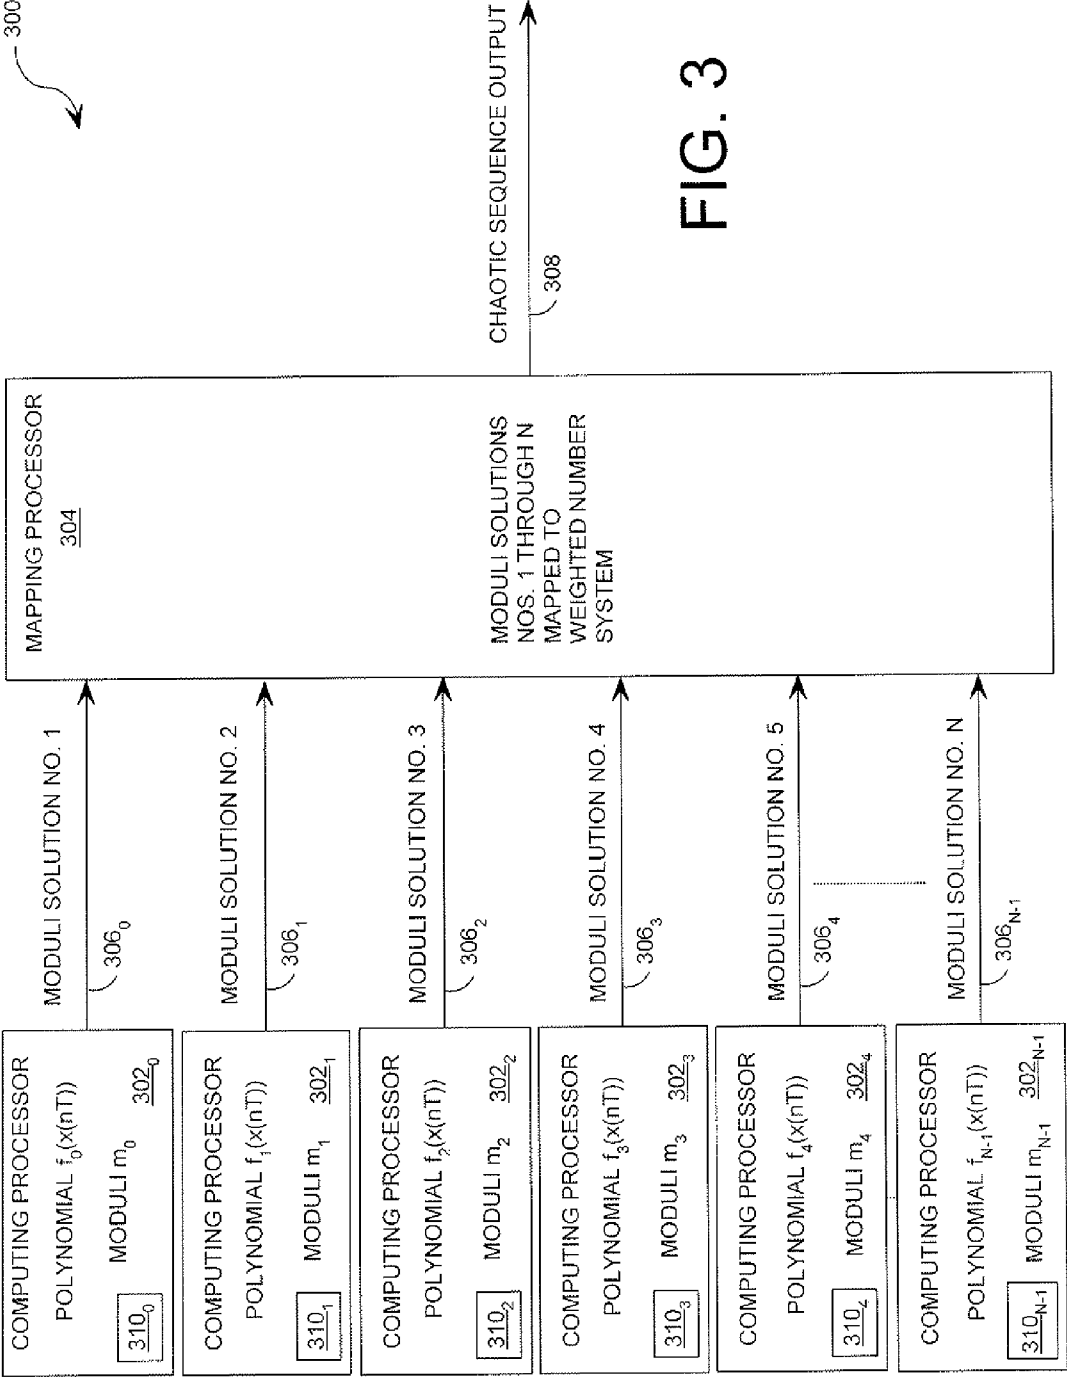 300
COMPUTING PROCESSOR
POLYNOMIAL f₀(x(nT))
MODULI m₀
302₀
310₀
MODULI SOLUTION NO. 1
306₀
COMPUTING PROCESSOR
POLYNOMIAL f₁(x(nT))
MODULI m₁
302₁
310₁
MODULI SOLUTION NO. 2
306₁
COMPUTING PROCESSOR
POLYNOMIAL f₂(x(nT))
MODULI m₂
302₂
310₂
MODULI SOLUTION NO. 3
306₂
COMPUTING PROCESSOR
POLYNOMIAL f₃(x(nT))
MODULI m₃
302₃
310₃
MODULI SOLUTION NO. 4
306₃
COMPUTING PROCESSOR
POLYNOMIAL f₄(x(nT))
MODULI m₄
302₄
310₄
MODULI SOLUTION NO. 5
306₄
COMPUTING PROCESSOR
POLYNOMIAL f_N-1(x(nT))
MODULI m_N-1
302_N-1
310_N-1
MODULI SOLUTION NO. N
306_N-1
MAPPING PROCESSOR
304
MODULI SOLUTIONS
NOS. 1 THROUGH N
MAPPED TO
WEIGHTED NUMBER
SYSTEM
CHAOTIC SEQUENCE OUTPUT
308
FIG. 3